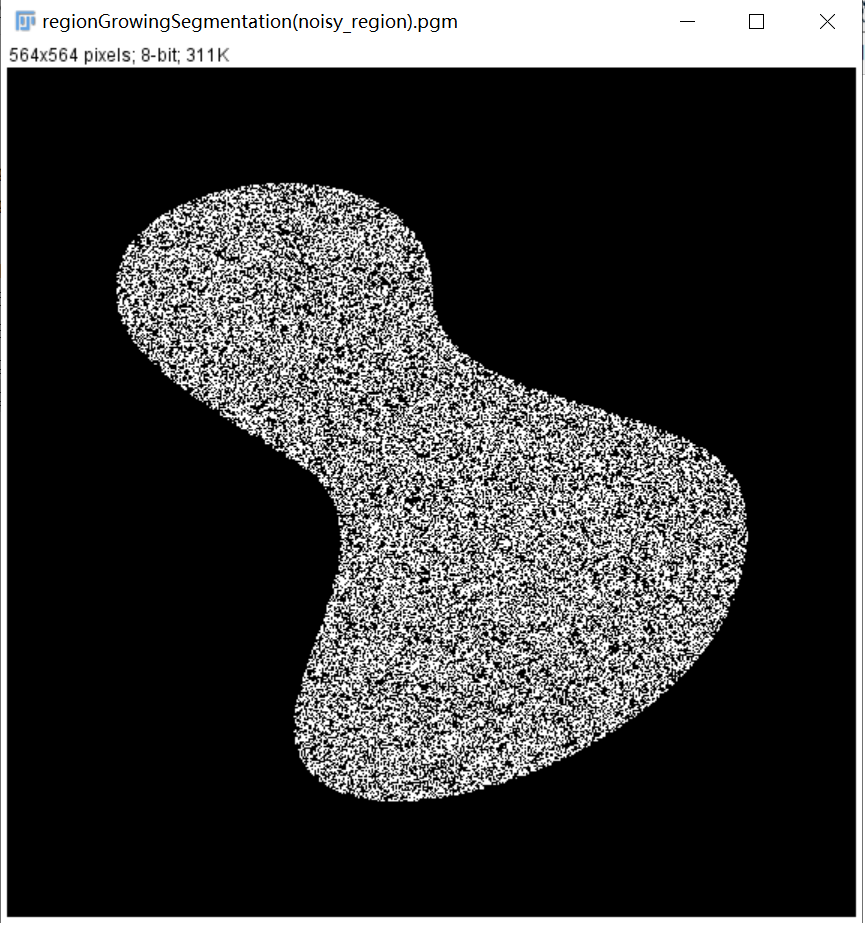 regionGrowingSegmentation(noisy_region).pgm
564x564 pixels; 8-bit; 311K